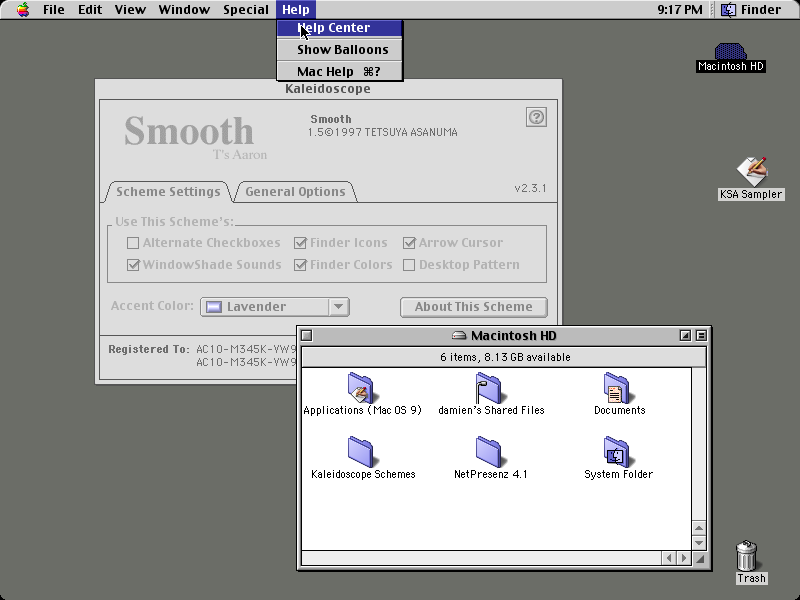 File Edit View Window Special Help 9:17 PM Finder
Help Center
Show Balloons
Mac Help ⌘?
Macintosh HD
Kaleidoscope
Smooth
T's Aaron
Smooth
1.5©1997 TETSUYA ASANUMA
?
Scheme Settings General Options v2.3.1
KSA Sampler
Use This Scheme's:
Alternate Checkboxes Finder Icons Arrow Cursor
WindowShade Sounds Finder Colors Desktop Pattern
Accent Color: Lavender About This Scheme
Registered To: AC10-M345K-YW9
AC10-M345K-YW9
Macintosh HD
6 items, 8.13 GB available
Applications (Mac OS 9) damien's Shared Files Documents
Kaleidoscope Schemes NetPresenz 4.1 System Folder
Trash